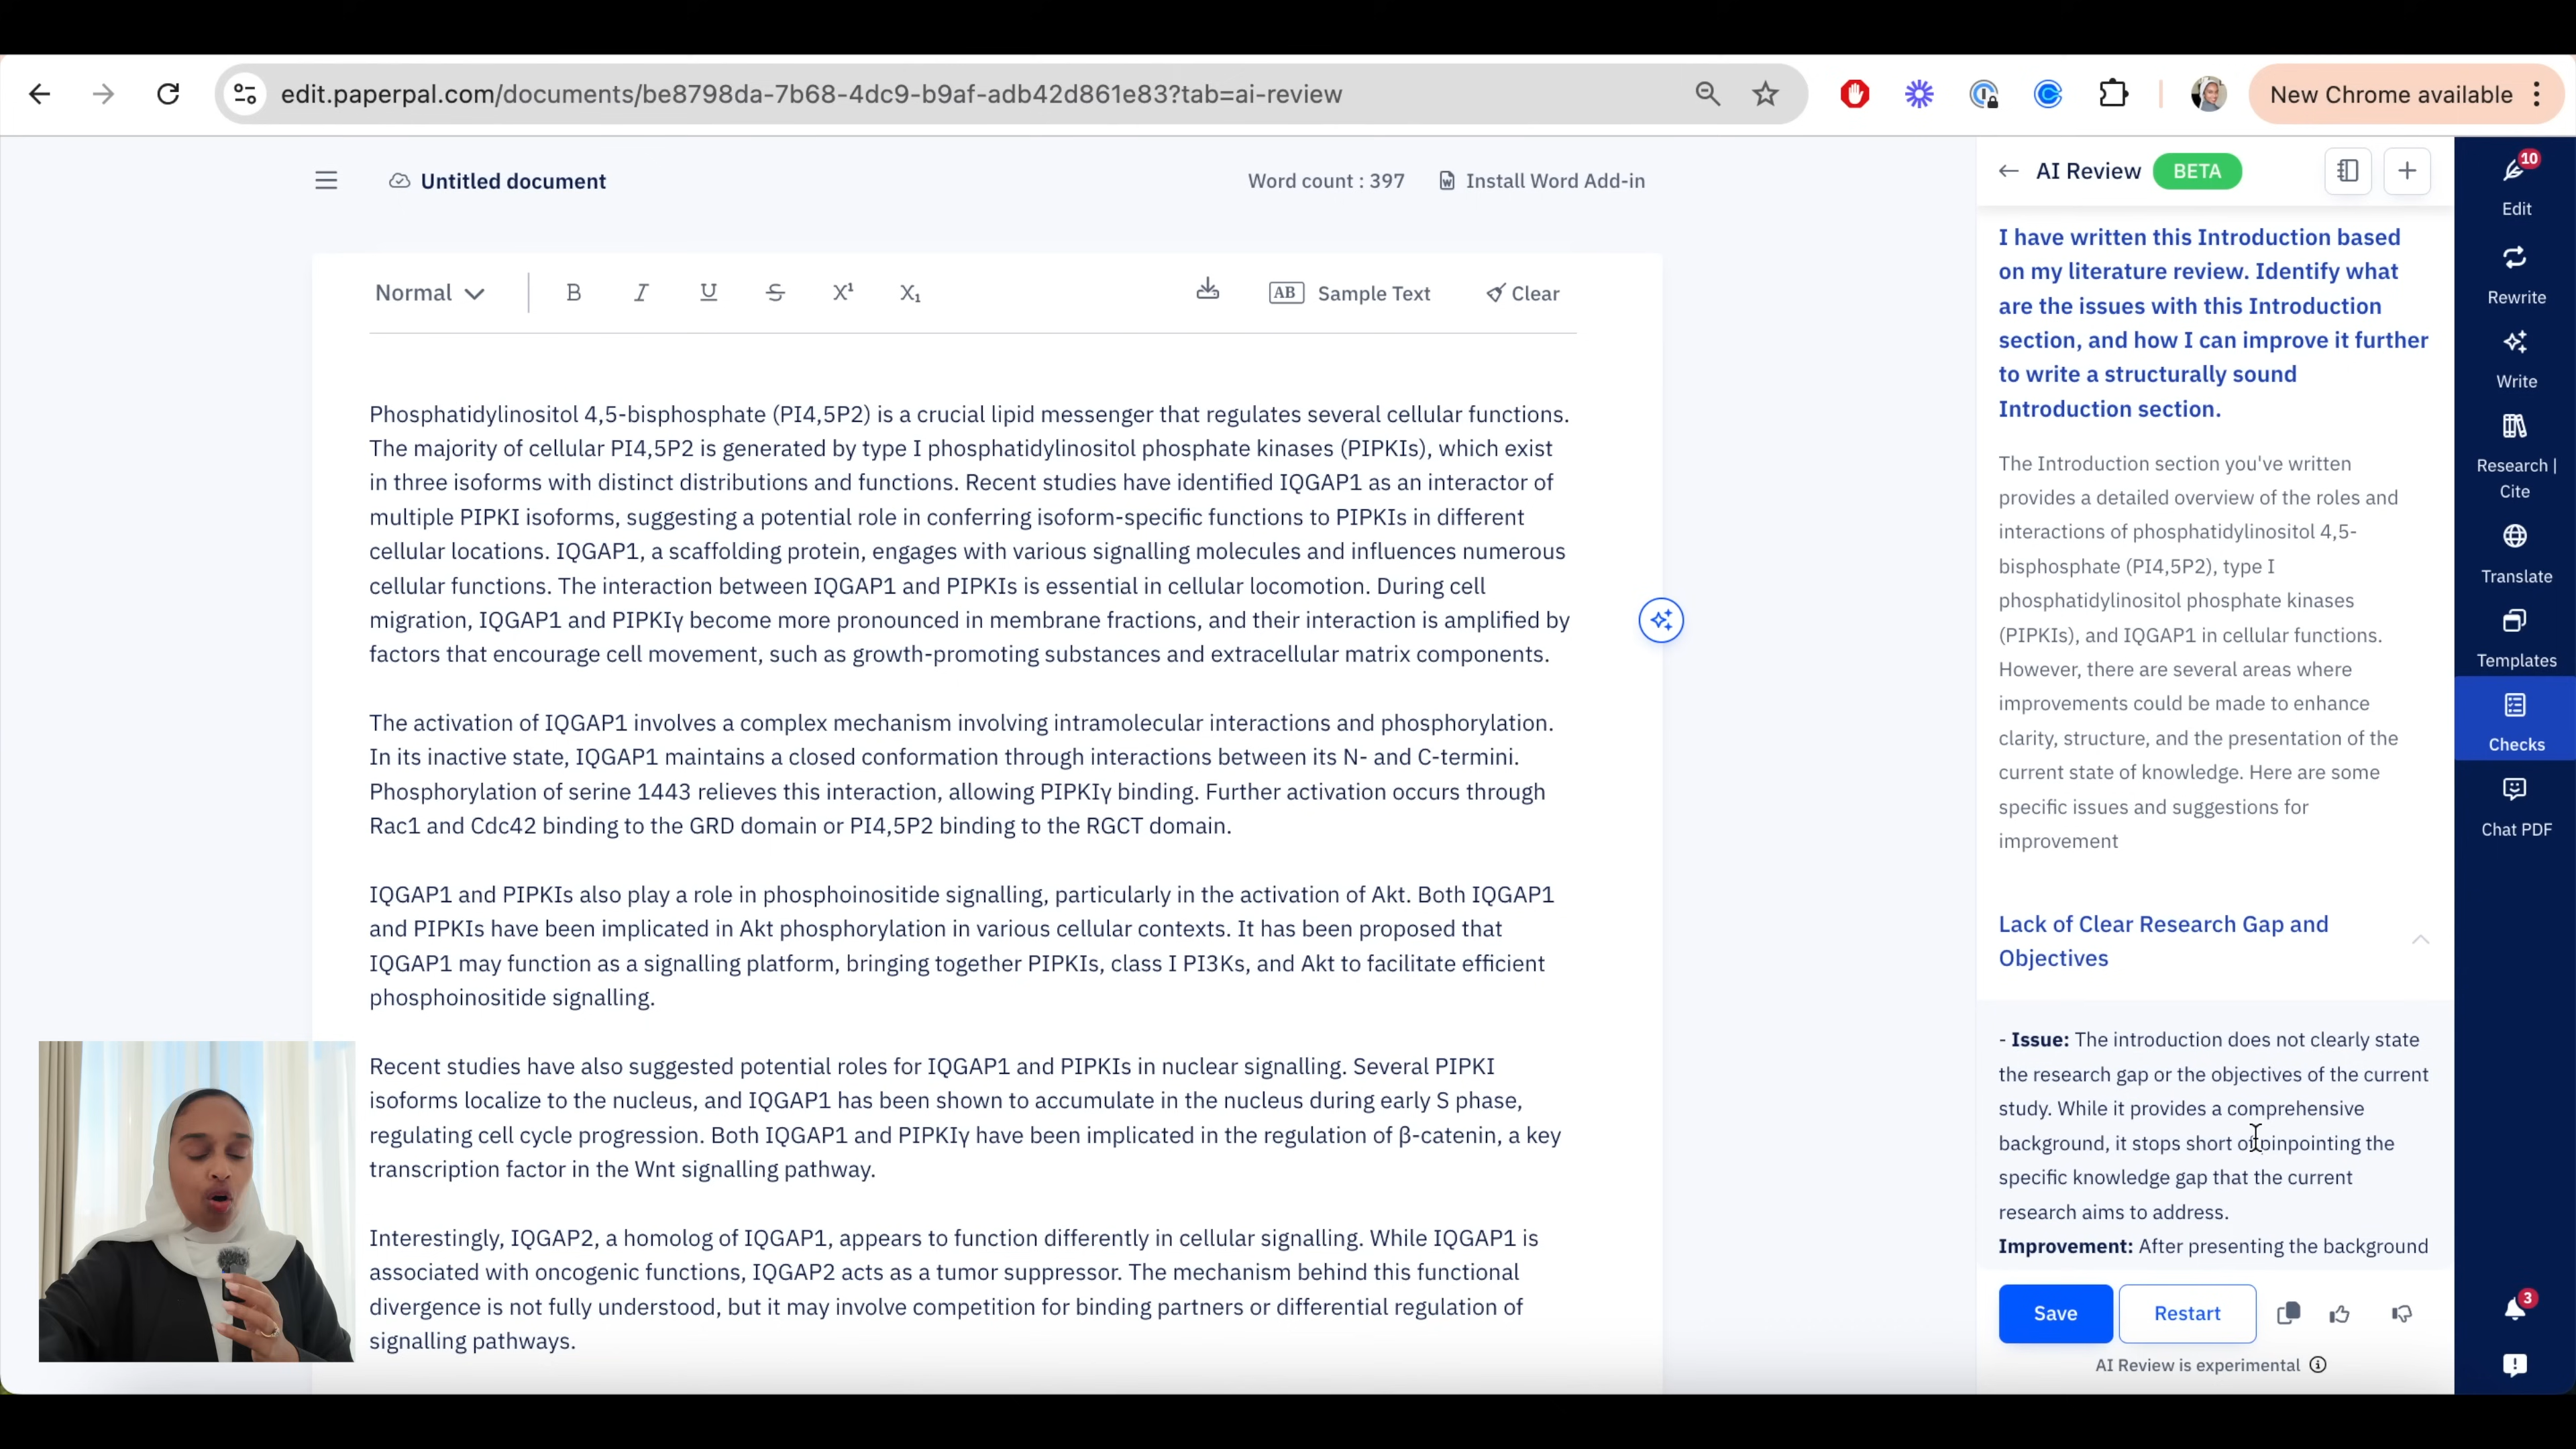 edit.paperpal.com/documents/be8798da-7b68-4dc9-b9af-adb42d861e83?tab=ai-review
New Chrome available
Untitled document
Word count : 397
Install Word Add-in
Normal
B
I
U
S
X¹
X₁
AB
Sample Text
Clear
Phosphatidylinositol 4,5-bisphosphate (PI4,5P2) is a crucial lipid messenger that regulates several cellular functions.
The majority of cellular PI4,5P2 is generated by type I phosphatidylinositol phosphate kinases (PIPKIs), which exist
in three isoforms with distinct distributions and functions. Recent studies have identified IQGAP1 as an interactor of
multiple PIPKI isoforms, suggesting a potential role in conferring isoform-specific functions to PIPKIs in different
cellular locations. IQGAP1, a scaffolding protein, engages with various signalling molecules and influences numerous
cellular functions. The interaction between IQGAP1 and PIPKIs is essential in cellular locomotion. During cell
migration, IQGAP1 and PIPKIγ become more pronounced in membrane fractions, and their interaction is amplified by
factors that encourage cell movement, such as growth-promoting substances and extracellular matrix components.
The activation of IQGAP1 involves a complex mechanism involving intramolecular interactions and phosphorylation.
In its inactive state, IQGAP1 maintains a closed conformation through interactions between its N- and C-termini.
Phosphorylation of serine 1443 relieves this interaction, allowing PIPKIγ binding. Further activation occurs through
Rac1 and Cdc42 binding to the GRD domain or PI4,5P2 binding to the RGCT domain.
IQGAP1 and PIPKIs also play a role in phosphoinositide signalling, particularly in the activation of Akt. Both IQGAP1
and PIPKIs have been implicated in Akt phosphorylation in various cellular contexts. It has been proposed that
IQGAP1 may function as a signalling platform, bringing together PIPKIs, class I PI3Ks, and Akt to facilitate efficient
phosphoinositide signalling.
Recent studies have also suggested potential roles for IQGAP1 and PIPKIs in nuclear signalling. Several PIPKI
isoforms localize to the nucleus, and IQGAP1 has been shown to accumulate in the nucleus during early S phase,
regulating cell cycle progression. Both IQGAP1 and PIPKIγ have been implicated in the regulation of β-catenin, a key
transcription factor in the Wnt signalling pathway.
Interestingly, IQGAP2, a homolog of IQGAP1, appears to function differently in cellular signalling. While IQGAP1 is
associated with oncogenic functions, IQGAP2 acts as a tumor suppressor. The mechanism behind this functional
divergence is not fully understood, but it may involve competition for binding partners or differential regulation of
signalling pathways.
AI Review
BETA
I have written this Introduction based
on my literature review. Identify what
are the issues with this Introduction
section, and how I can improve it further
to write a structurally sound
Introduction section.
The Introduction section you've written
provides a detailed overview of the roles and
interactions of phosphatidylinositol 4,5-
bisphosphate (PI4,5P2), type I
phosphatidylinositol phosphate kinases
(PIPKIs), and IQGAP1 in cellular functions.
However, there are several areas where
improvements could be made to enhance
clarity, structure, and the presentation of the
current state of knowledge. Here are some
specific issues and suggestions for
improvement
Lack of Clear Research Gap and
Objectives
- Issue: The introduction does not clearly state
the research gap or the objectives of the current
study. While it provides a comprehensive
background, it stops short of pinpointing the
specific knowledge gap that the current
research aims to address.
Improvement: After presenting the background
Save
Restart
AI Review is experimental
10
Edit
Rewrite
Write
Research |
Cite
Translate
Templates
Checks
Chat PDF
3